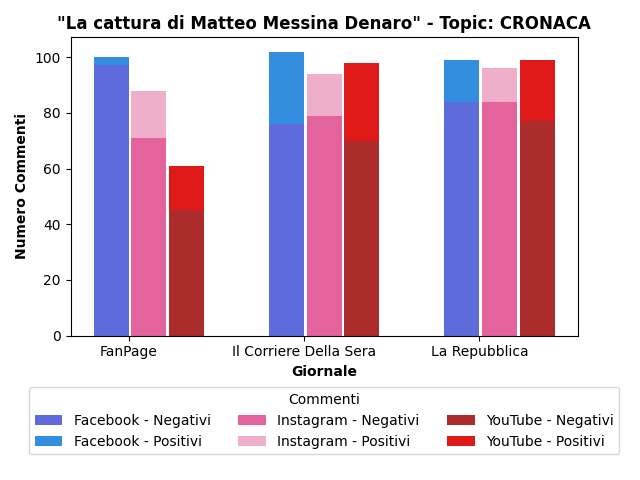 "La cattura di Matteo Messina Denaro" - Topic: CRONACA
100
80
60
40
20
0
Numero Commenti
FanPage
Il Corriere Della Sera
La Repubblica
Giornale
Commenti
Facebook - Negativi
Instagram - Negativi
YouTube - Negativi
Facebook - Positivi
Instagram - Positivi
YouTube - Positivi